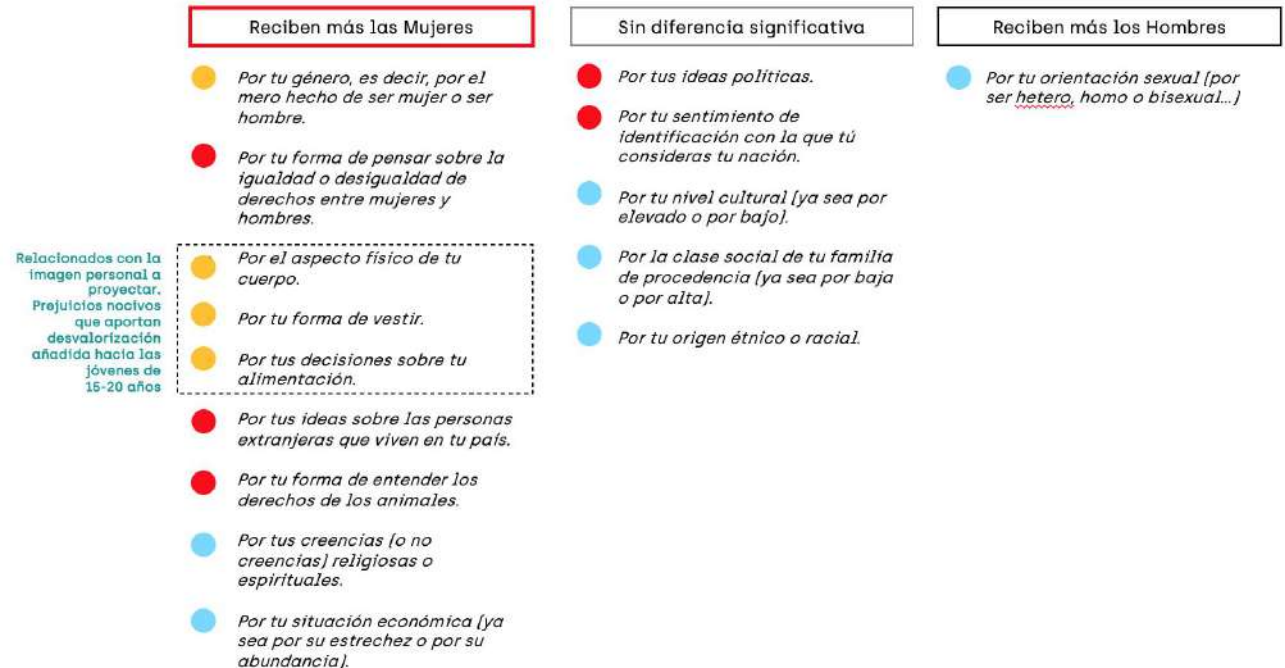 Reciben más las Mujeres
Por tu género, es decir, por el
mero hecho de ser mujer o ser
hombre.
Por tu forma de pensar sobre la
igualdad o desigualdad de
derechos entre mujeres y
hombres.
Relacionados con la
imagen personal a
proyectar.
Prejuicios nocivos
que aportan
desvalorización
añadida hacia las
jóvenes de
15-20 años
Por el aspecto físico de tu
cuerpo.
Por tu forma de vestir.
Por tus decisiones sobre tu
alimentación.
Por tus ideas sobre las personas
extranjeras que viven en tu país.
Por tu forma de entender los
derechos de los animales.
Por tus creencias (o no
creencias) religiosas o
espirituales.
Por tu situación económica (ya
sea por su estrechez o por su
abundancia).
Sin diferencia significativa
Por tus ideas políticas.
Por tu sentimiento de
identificación con la que tú
consideras tu nación.
Por tu nivel cultural (ya sea por
elevado o por bajo).
Por la clase social de tu familia
de procedencia (ya sea por baja
o por alta).
Por tu origen étnico o racial.
Reciben más los Hombres
Por tu orientación sexual (por
ser hetero, homo o bisexual...)